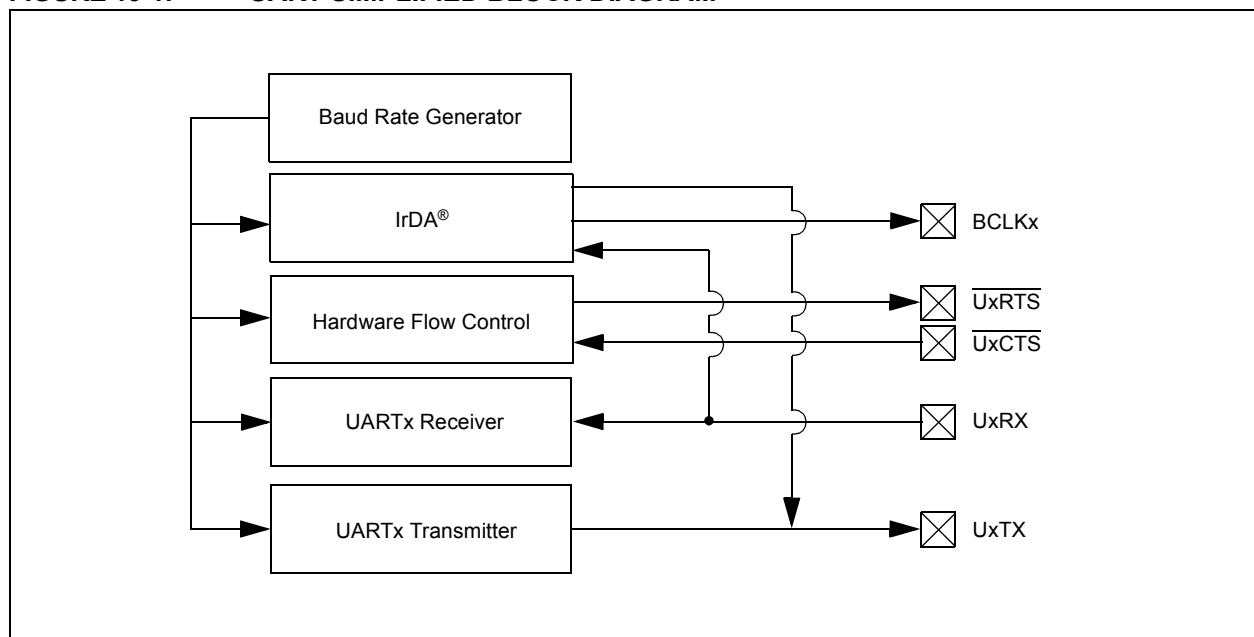 Baud Rate Generator
IrDA®
BCLKx
Hardware Flow Control
UxRTS
UxCTS
UARTx Receiver
UxRX
UARTx Transmitter
UxTX